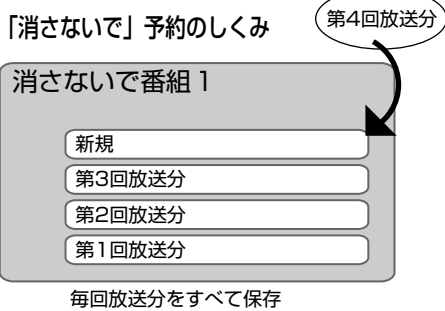 「消さないで」予約のしくみ
第4回放送分
消さないで番組1
新規
第3回放送分
第2回放送分
第1回放送分
毎回放送分をすべて保存